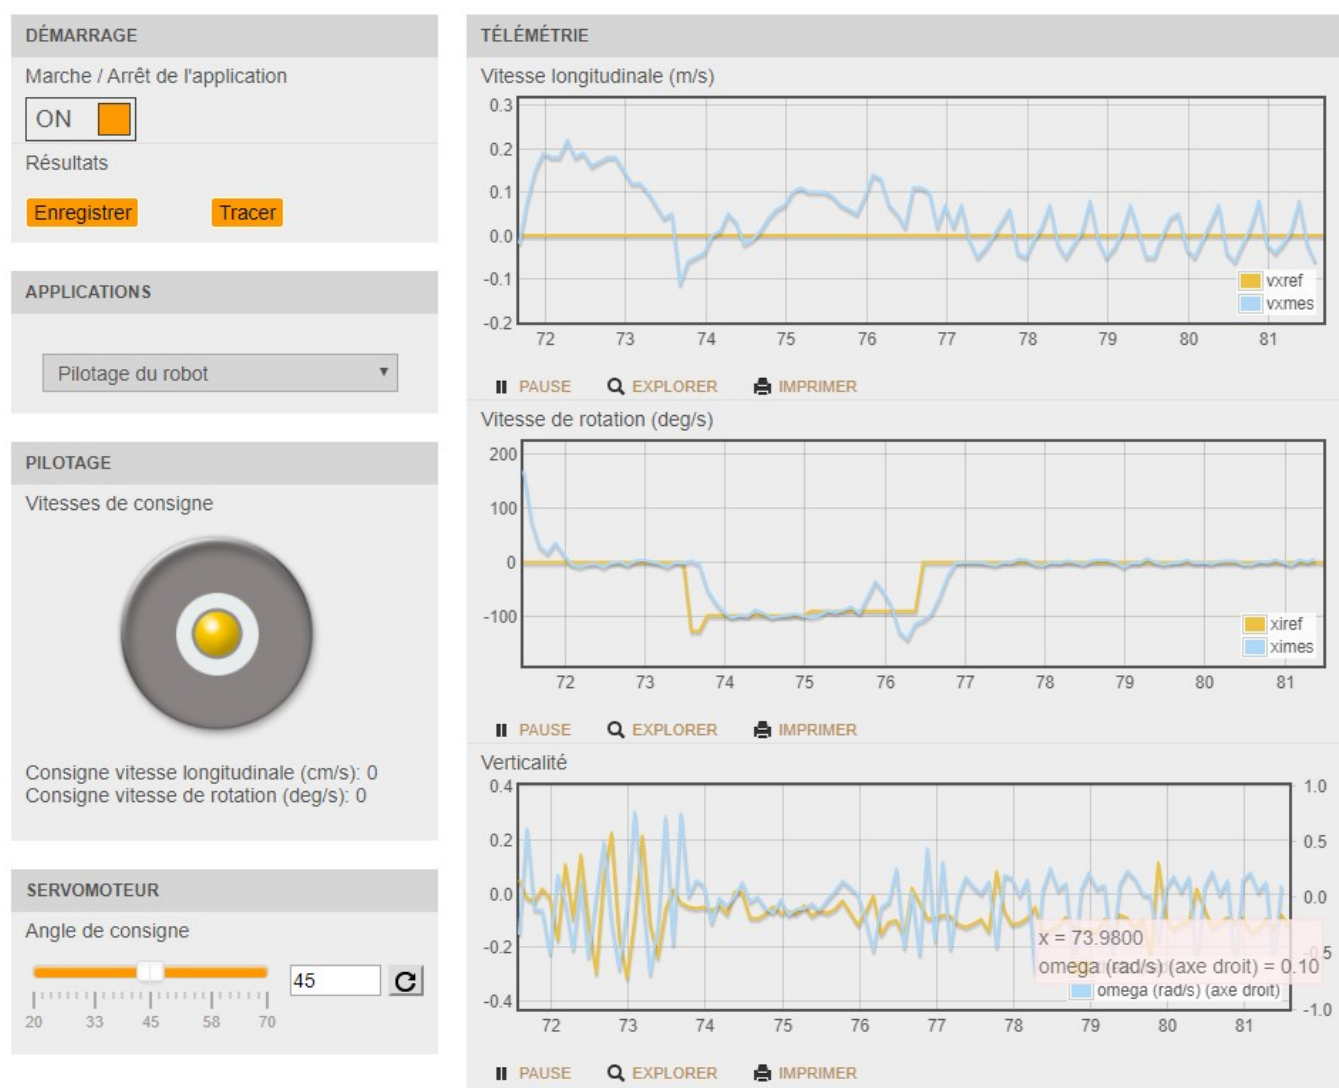 DÉMARRAGE
Marche / Arrêt de l'application
ON
Résultats
Enregistrer Tracer
APPLICATIONS
Pilotage du robot
PILOTAGE
Vitesses de consigne
Consigne vitesse longitudinale (cm/s): 0
Consigne vitesse de rotation (deg/s): 0
SERVOMOTEUR
Angle de consigne
45
20 33 45 58 70
TÉLÉMÉTRIE
Vitesse longitudinale (m/s)
0.3
0.2
0.1
0.0
-0.1
-0.2
vxref
vxmes
72 73 74 75 76 77 78 79 80 81
PAUSE EXPLORER IMPRIMER
Vitesse de rotation (deg/s)
200
100
0
-100
xiref
ximes
72 73 74 75 76 77 78 79 80 81
PAUSE EXPLORER IMPRIMER
Verticalité
0.4 1.0
0.2 0.5
0.0 0.0
-0.2 -0.5
-0.4 -1.0
x = 73.9800
omega (rad/s) (axe droit) = 0.10
omega (rad/s) (axe droit)
72 73 74 75 76 77 78 79 80 81
PAUSE EXPLORER IMPRIMER